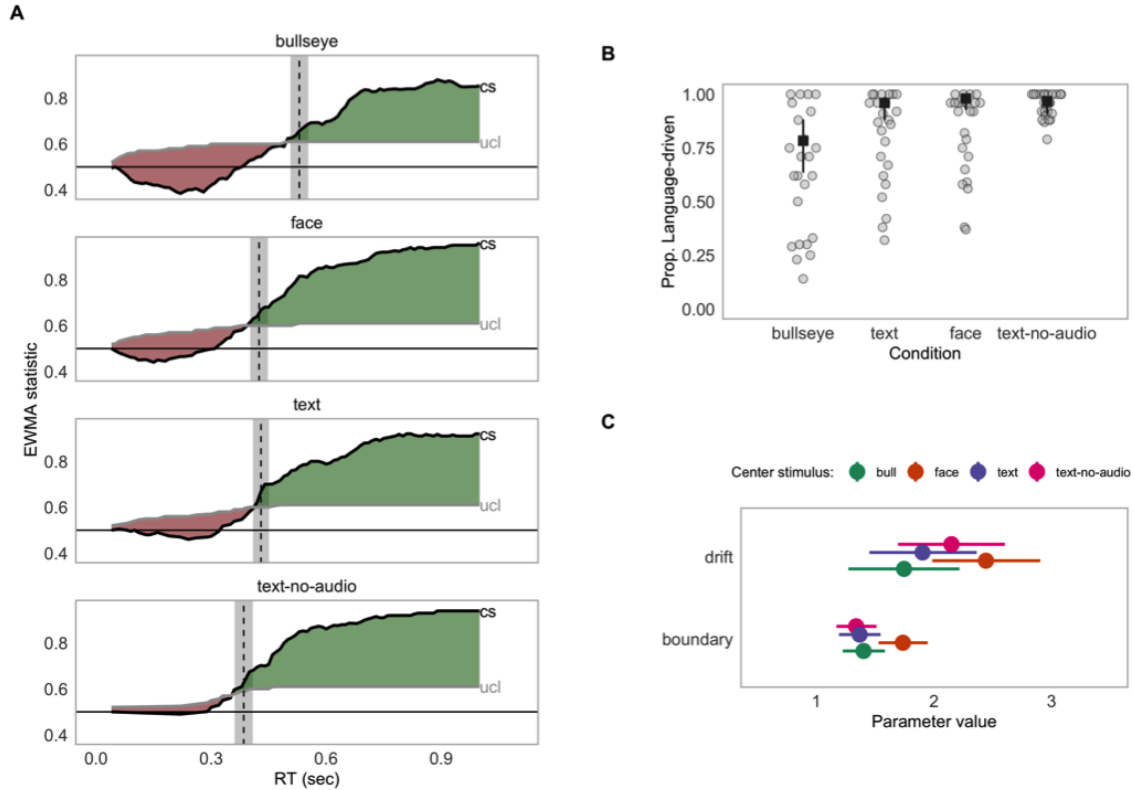 A
bullseye
0.8
0.6
0.4
cs
ucl
face
0.8
0.6
0.4
cs
ucl
text
0.8
0.6
0.4
cs
ucl
text-no-audio
0.8
0.6
0.4
cs
ucl
EWMA statistic
0.0 0.3 0.6 0.9
RT (sec)
B
Prop. Language-driven
1.00
0.75
0.50
0.25
0.00
bullseye text face text-no-audio
Condition
C
Center stimulus: bull face text text-no-audio
drift
boundary
1 2 3
Parameter value